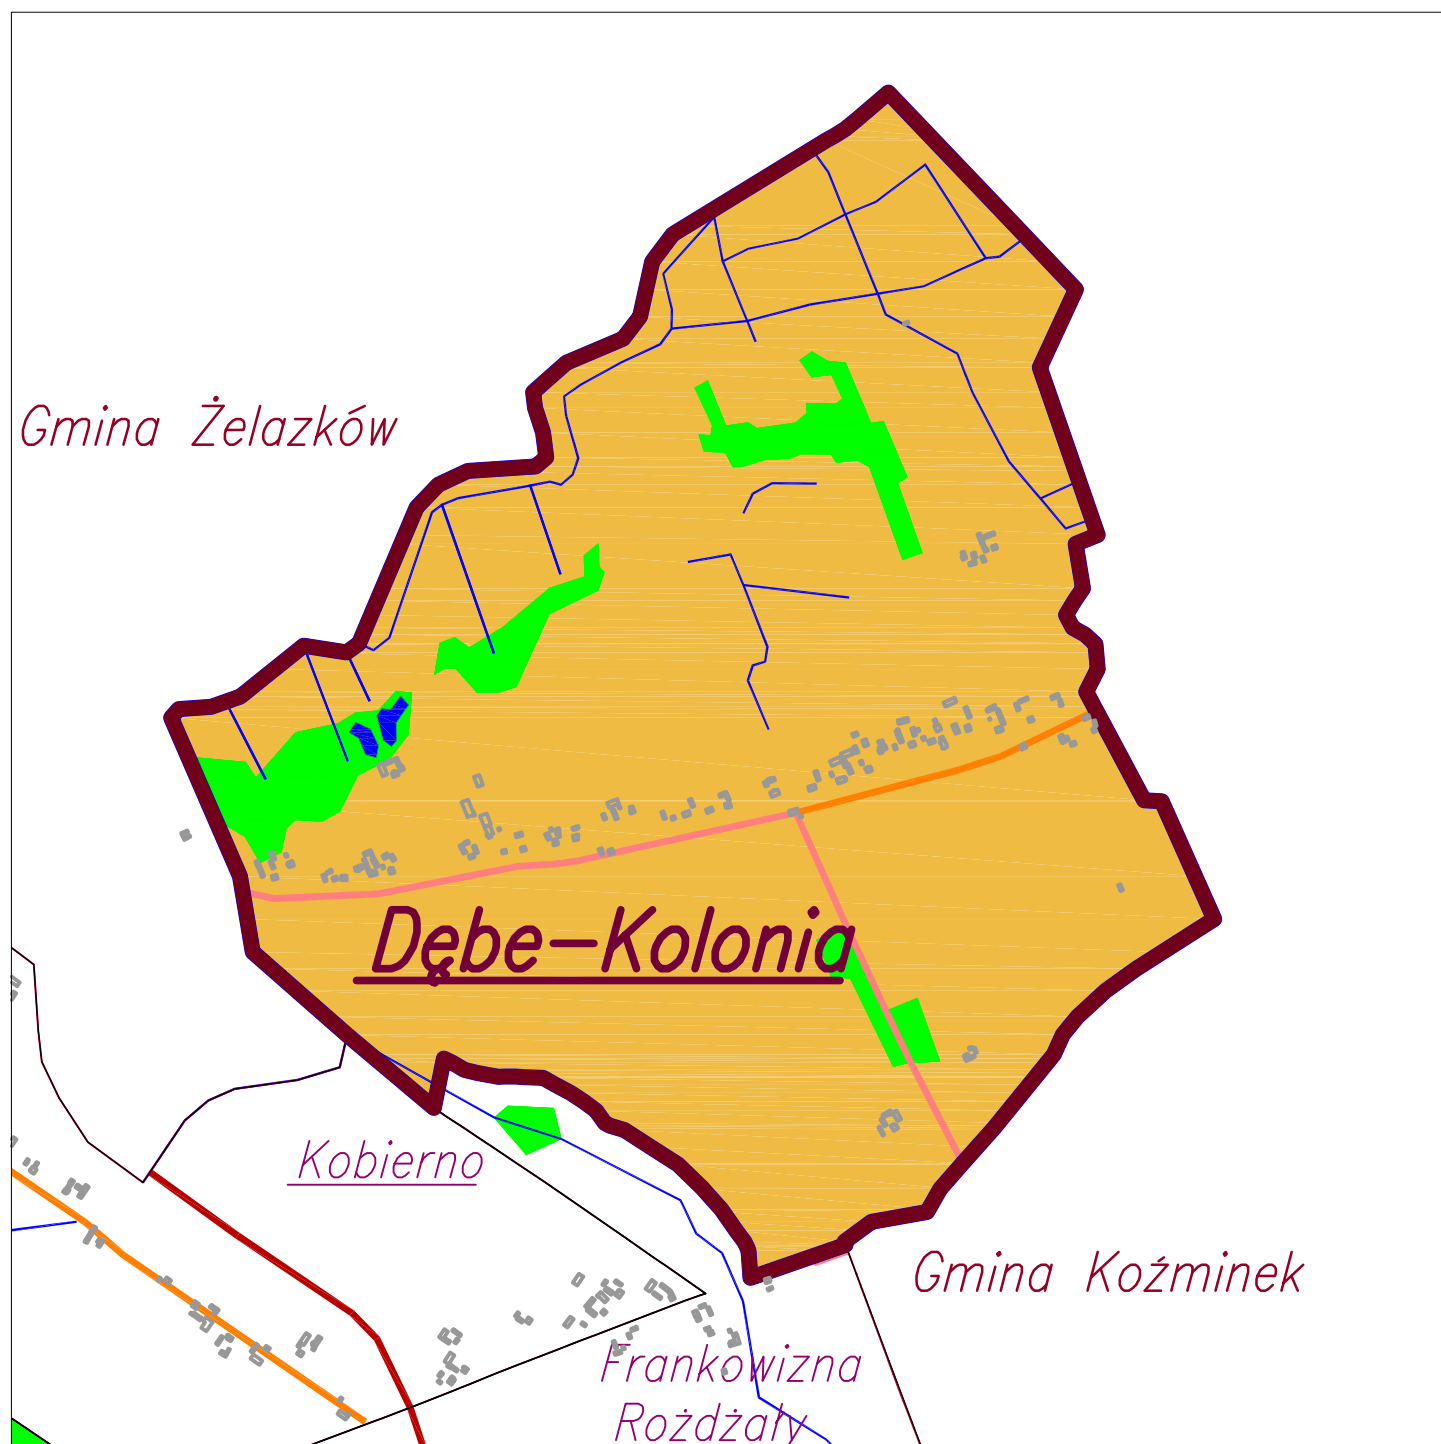 Gmina Żelazków
Dębe-Kolonia
Kobierno
Gmina Koźminek
Frankowizna
Rożdżały